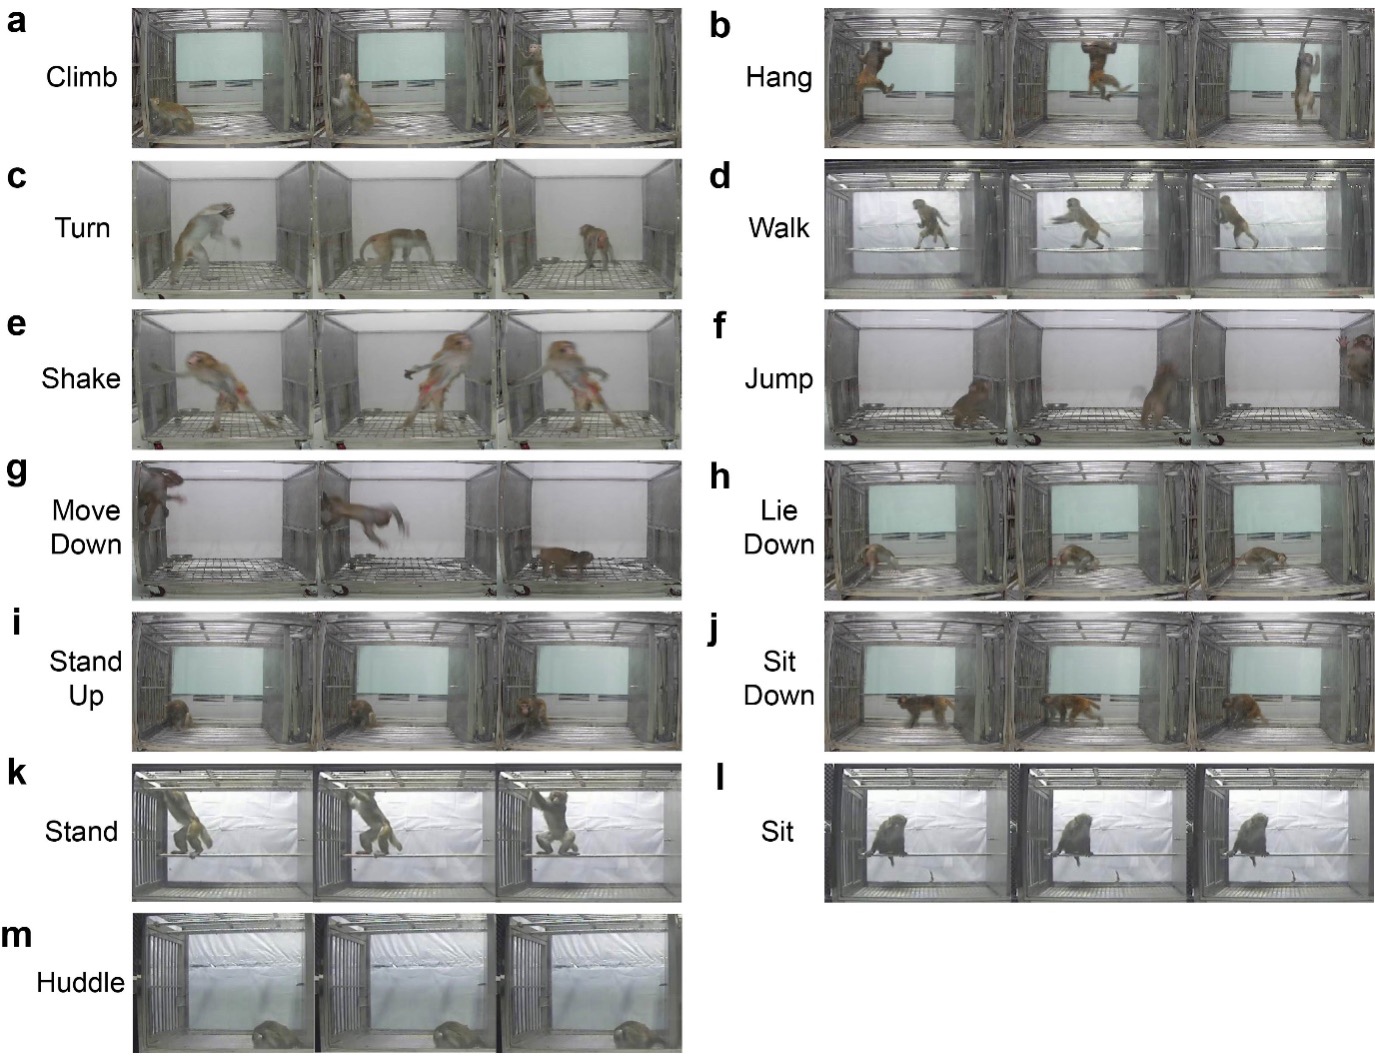 a
Climb
b
Hang
c
Turn
d
Walk
e
Shake
f
Jump
g
Move
Down
h
Lie
Down
i
Stand
Up
j
Sit
Down
k
Stand
l
Sit
m
Huddle